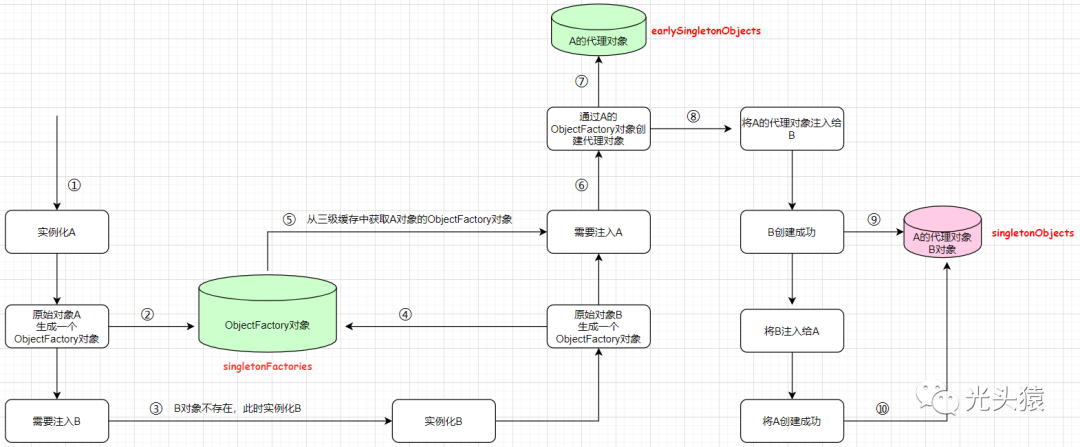 A的代理对象
earlySingletonObjects
⑦
通过A的
ObjectFactory对象创
建代理对象
⑧
将A的代理对象注入给
B
①
⑥
实例化A
⑤ 从三级缓存中获取A对象的ObjectFactory对象
需要注入A
B创建成功
⑨
A的代理对象
B对象
singletonObjects
原始对象A
生成一个
ObjectFactory对象
②
ObjectFactory对象
singletonFactories
④
原始对象B
生成一个
ObjectFactory对象
将B注入给A
需要注入B
③ B对象不存在，此时实例化B
实例化B
将A创建成功
⑩
光头猿